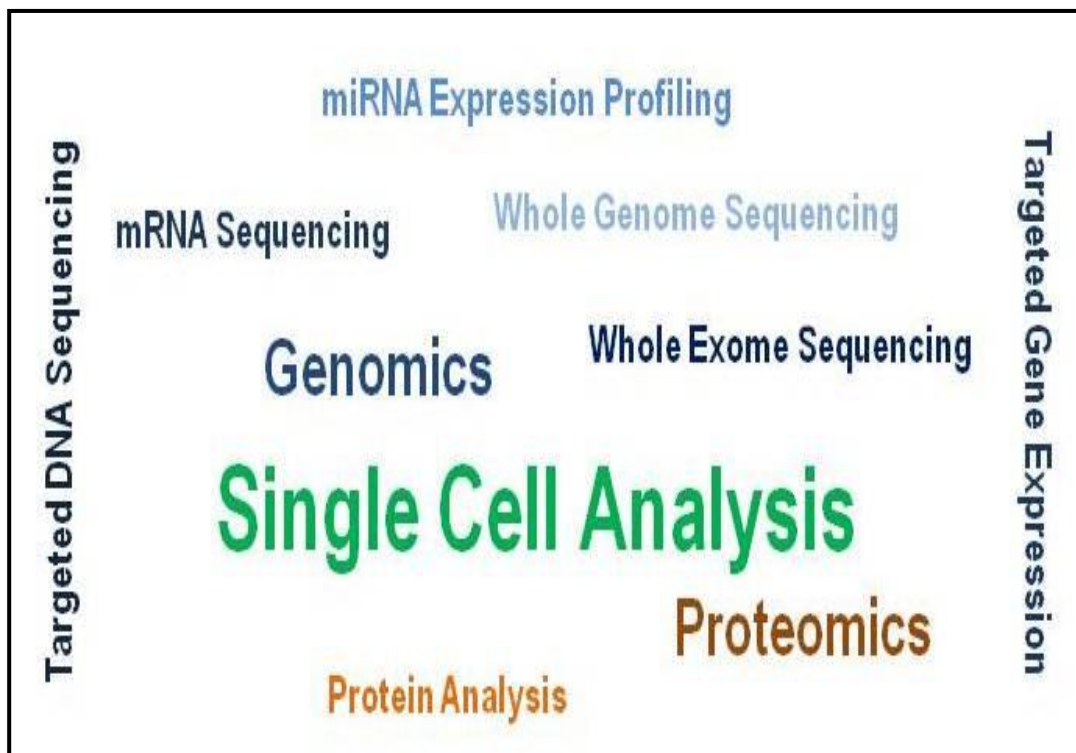 miRNA Expression Profiling
Targeted DNA Sequencing
Targeted Gene Expression
mRNA Sequencing
Whole Genome Sequencing
Genomics
Whole Exome Sequencing
Single Cell Analysis
Proteomics
Protein Analysis